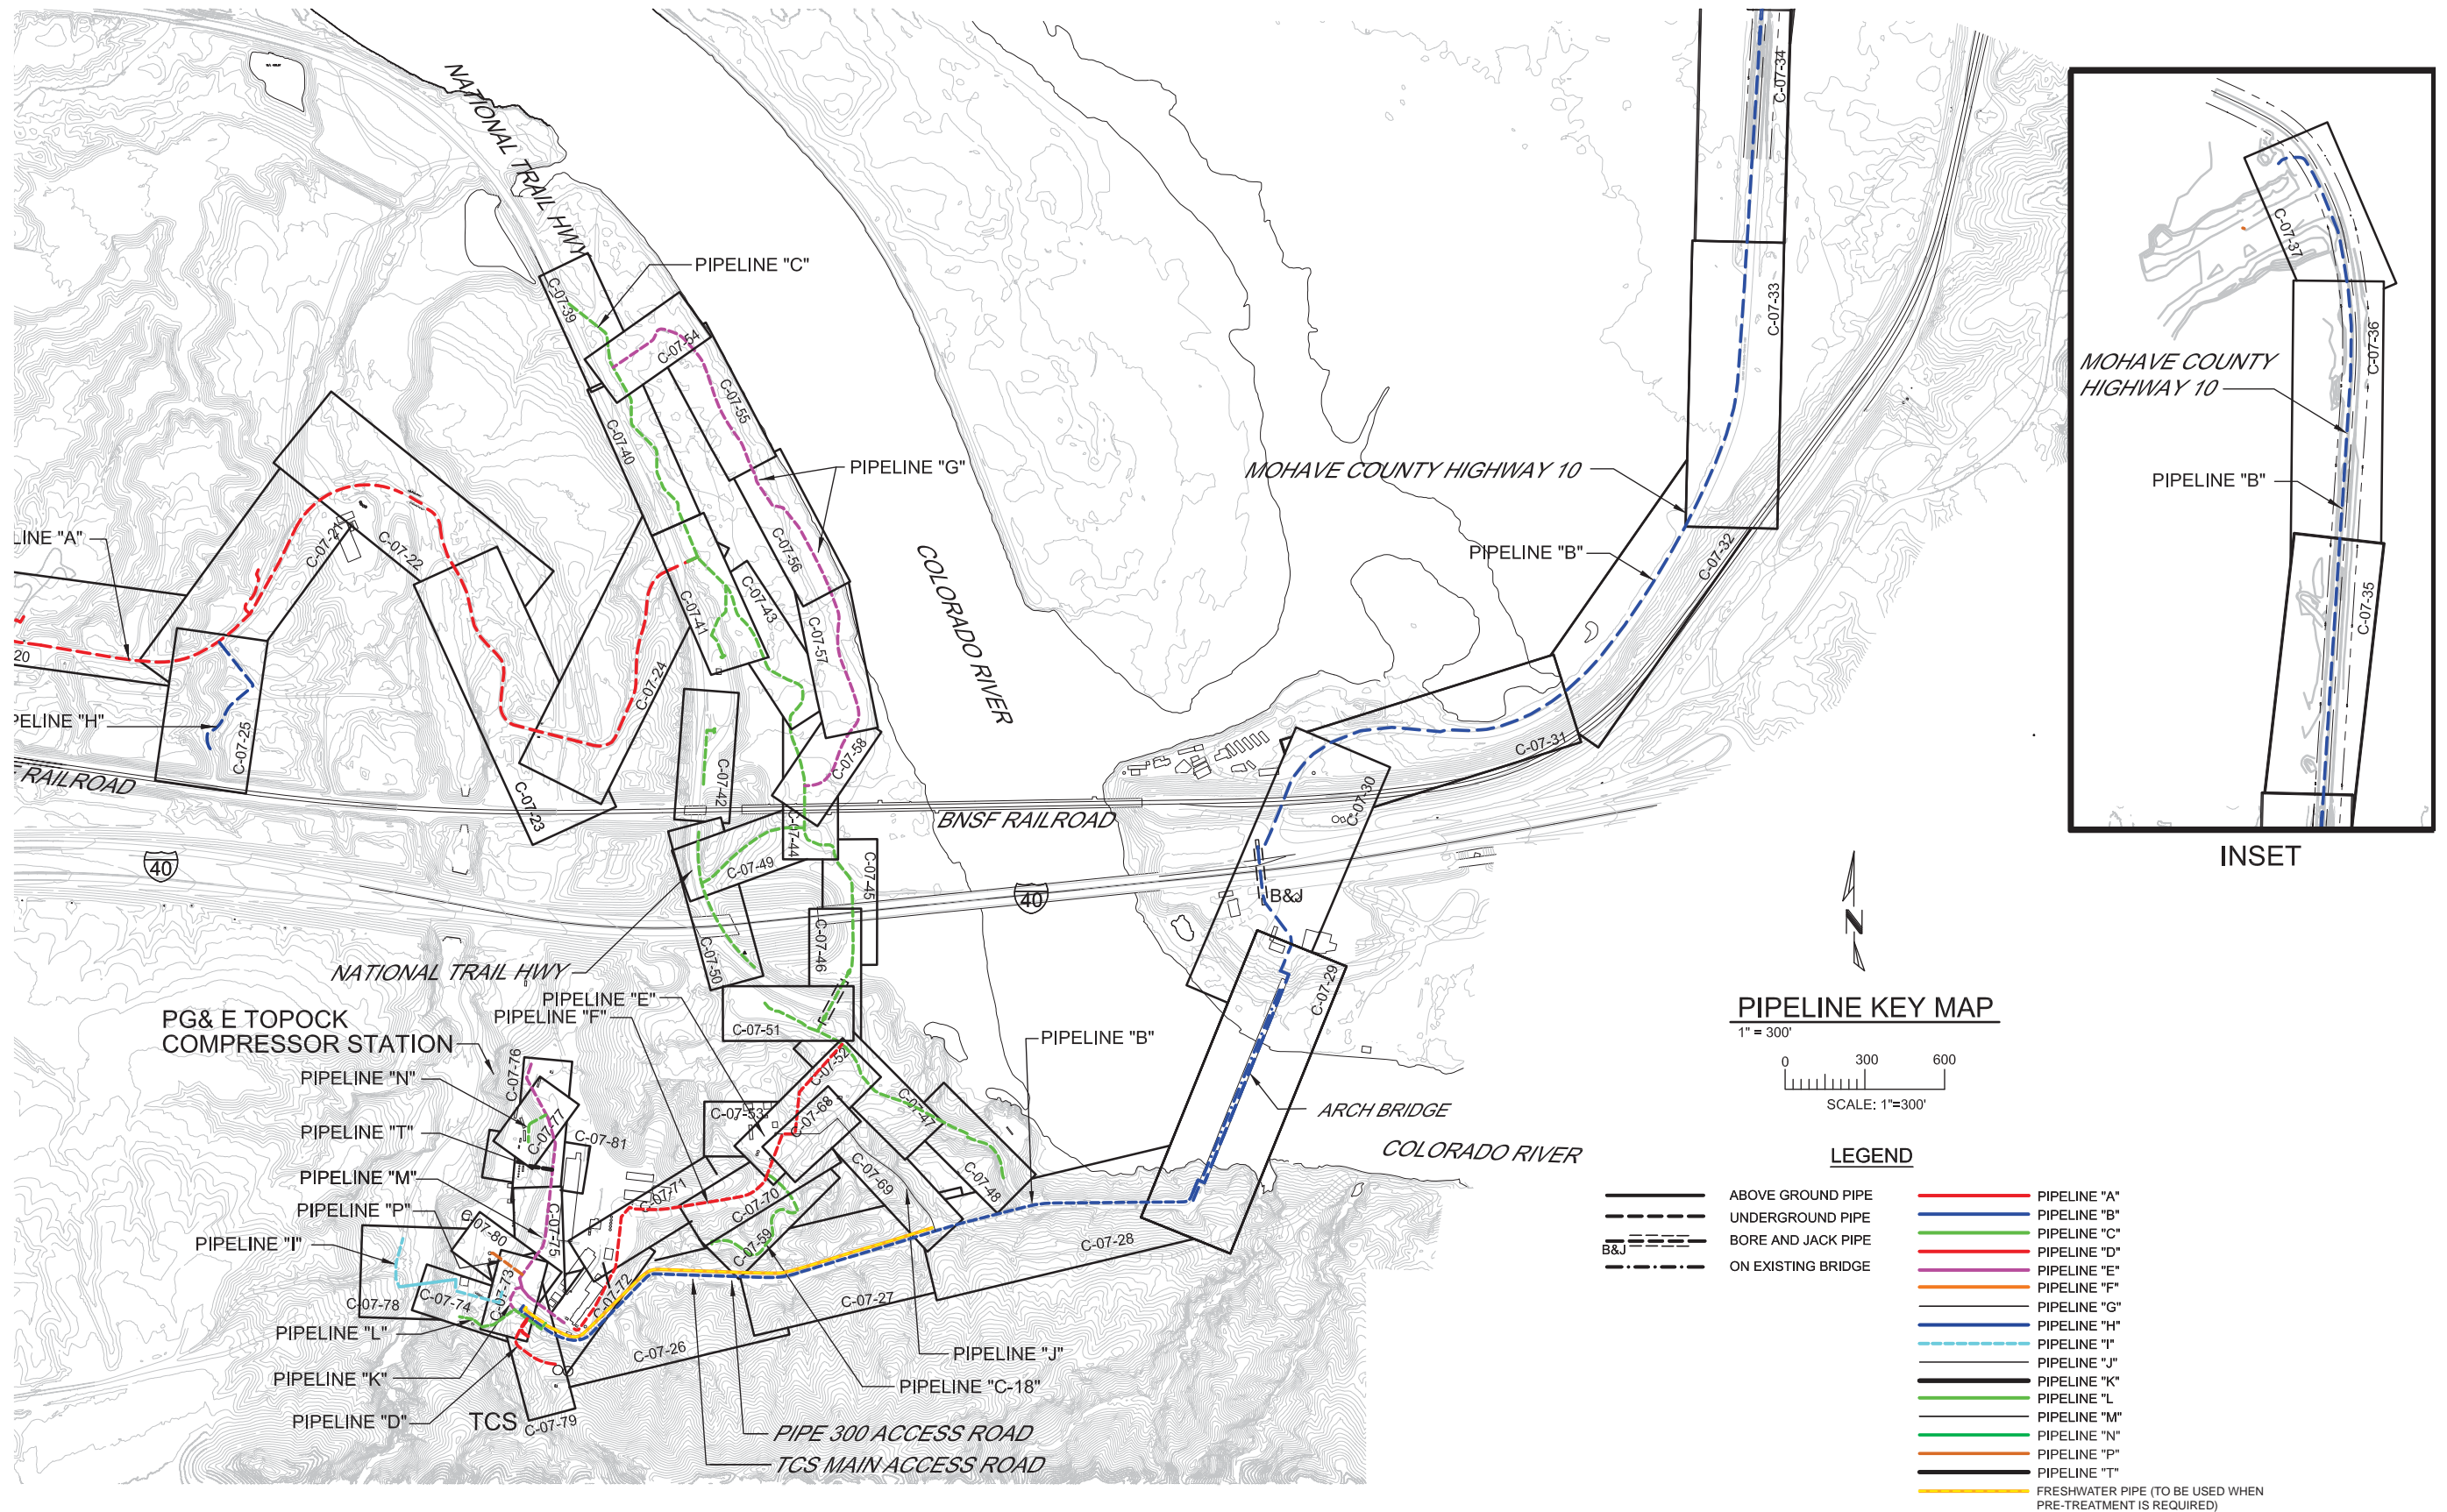 NATIONAL TRAIL HWY
PIPELINE "C"
C-07-39
C-07-54
C-07-55
C-07-40
PIPELINE "G"
C-07-56
C-07-43
C-07-41
C-07-57
C-07-58
C-07-42
LINE "A"
C-07-21
C-07-22
20
PELINE "H"
C-07-25
C-07-24
C-07-23
RAILROAD
COLORADO RIVER
BNSF RAILROAD
40
40
C-07-44
C-07-49
C-07-45
C-07-46
C-07-50
NATIONAL TRAIL HWY
C-07-34
C-07-33
MOHAVE COUNTY HIGHWAY 10
PIPELINE "B"
C-07-32
C-07-31
C-07-30
B&J
C-07-29
PIPELINE "E"
PIPELINE "F"
C-07-51
PIPELINE "B"
ARCH BRIDGE
COLORADO RIVER
PG& E TOPOCK
COMPRESSOR STATION
C-07-76
PIPELINE "N"
C-07-77
PIPELINE "T"
C-07-81
PIPELINE "M"
PIPELINE "P"
C-07-80
C-07-75
PIPELINE "I"
C-07-78
C-07-74
C-07-73
PIPELINE "L"
PIPELINE "K"
PIPELINE "D"
TCS
C-07-79
C-07-52
C-07-53
C-07-68
C-07-47
C-07-69
C-07-48
C-07-71
C-07-70
C-07-59
C-07-72
C-07-28
C-07-27
C-07-26
PIPELINE "J"
PIPELINE "C-18"
PIPE 300 ACCESS ROAD
TCS MAIN ACCESS ROAD
C-07-37
C-07-36
MOHAVE COUNTY
HIGHWAY 10
PIPELINE "B"
C-07-35
INSET
N
PIPELINE KEY MAP
1" = 300'
0 300 600
SCALE: 1"=300'
LEGEND
ABOVE GROUND PIPE
UNDERGROUND PIPE
B&J BORE AND JACK PIPE
ON EXISTING BRIDGE
PIPELINE "A"
PIPELINE "B"
PIPELINE "C"
PIPELINE "D"
PIPELINE "E"
PIPELINE "F"
PIPELINE "G"
PIPELINE "H"
PIPELINE "I"
PIPELINE "J"
PIPELINE "K"
PIPELINE "L
PIPELINE "M"
PIPELINE "N"
PIPELINE "P"
PIPELINE "T"
FRESHWATER PIPE (TO BE USED WHEN
PRE-TREATMENT IS REQUIRED)